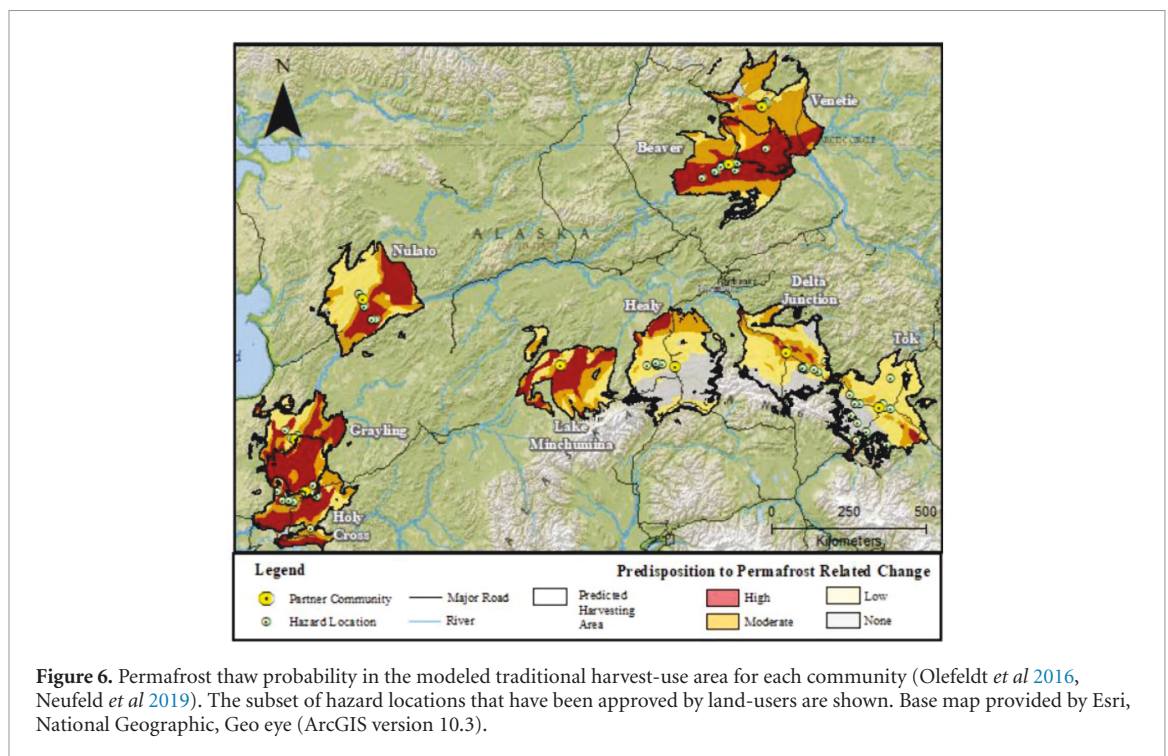 N
Venetie
Beaver
ALASKA
Nulato
Healy
Delta
Junction
Tok
Grayling
Lake
Minchumina
Holy
Cross
0 250 500
Kilometers
Legend
Partner Community
Hazard Location
Major Road
River
Predicted
Harvesting
Area
Predisposition to Permafrost Related Change
High
Moderate
Low
None
Figure 6. Permafrost thaw probability in the modeled traditional harvest-use area for each community (Olefeldt et al 2016,
Neufeld et al 2019). The subset of hazard locations that have been approved by land-users are shown. Base map provided by Esri,
National Geographic, Geo eye (ArcGIS version 10.3).